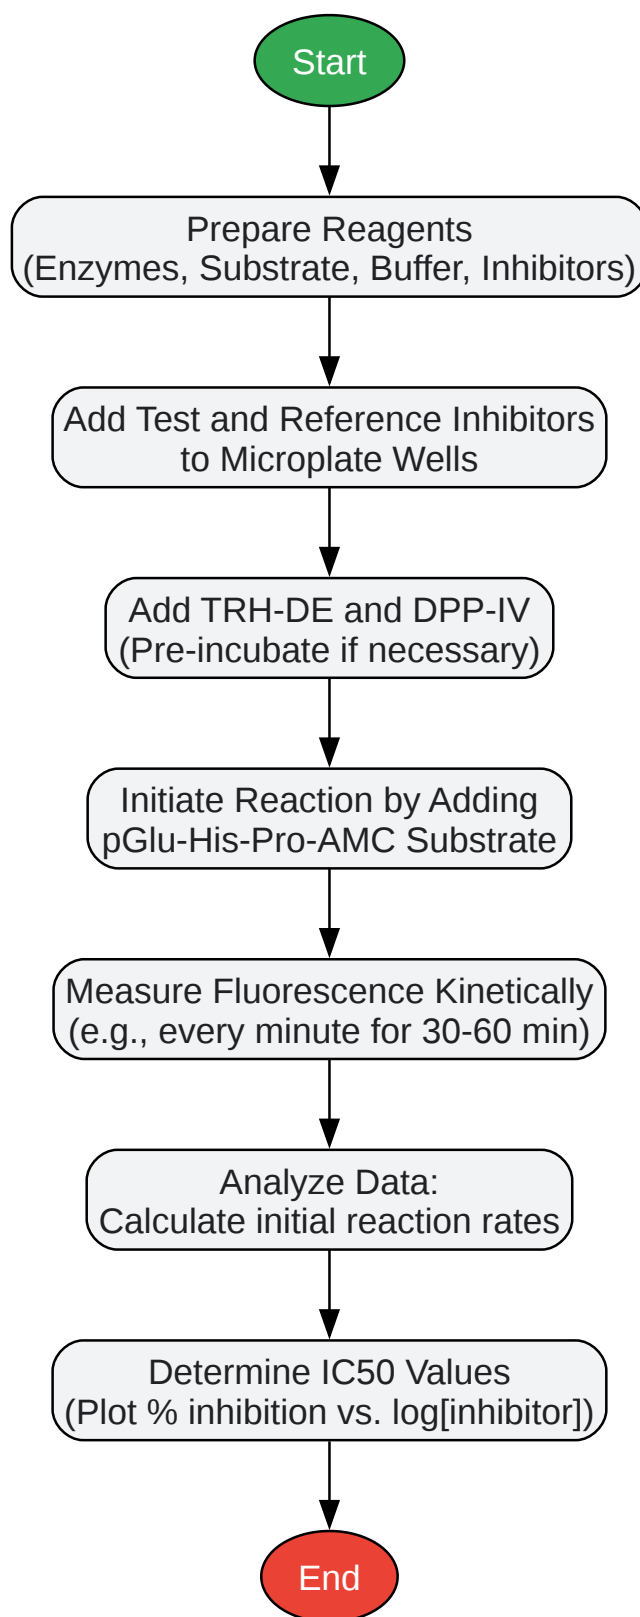 Start
Prepare Reagents
(Enzymes, Substrate, Buffer, Inhibitors)
Add Test and Reference Inhibitors
to Microplate Wells
Add TRH-DE and DPP-IV
(Pre-incubate if necessary)
Initiate Reaction by Adding
pGlu-His-Pro-AMC Substrate
Measure Fluorescence Kinetically
(e.g., every minute for 30-60 min)
Analyze Data:
Calculate initial reaction rates
Determine IC50 Values
(Plot % inhibition vs. log[inhibitor])
End